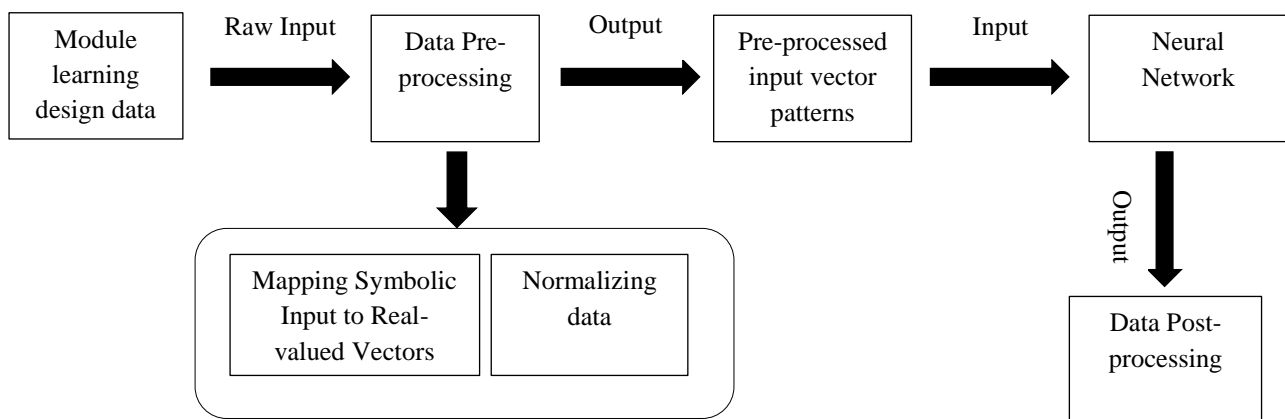 Module
learning
design data
Raw Input
Data Pre-
processing
Output
Pre-processed
input vector
patterns
Input
Neural
Network
Mapping Symbolic
Input to Real-
valued Vectors
Normalizing
data
Output
Data Post-
processing